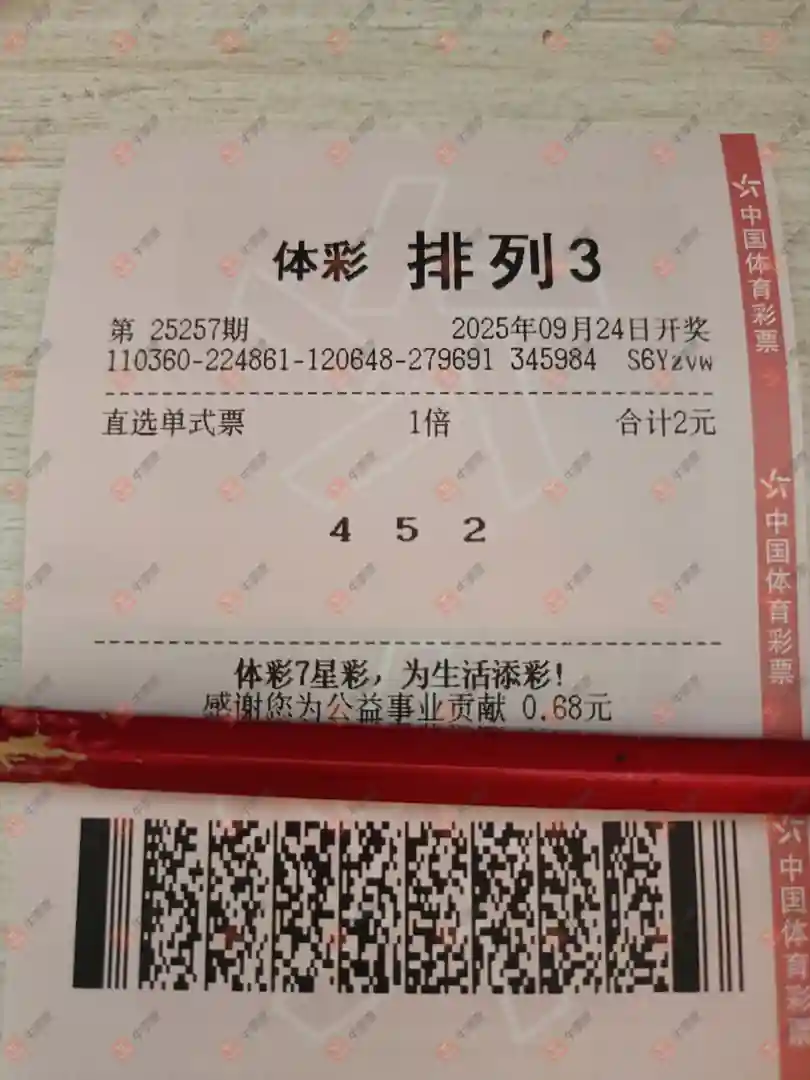 体彩 排列3
第 25257期 2025年09月24日开奖
110360-224861-120648-279691 345984 S6Yzvw
直选单式票 1倍 合计2元
4 5 2
体彩7星彩，为生活添彩！
感谢您为公益事业贡献 0.68元
中国体育彩票
中国体育彩票
中国体育彩票